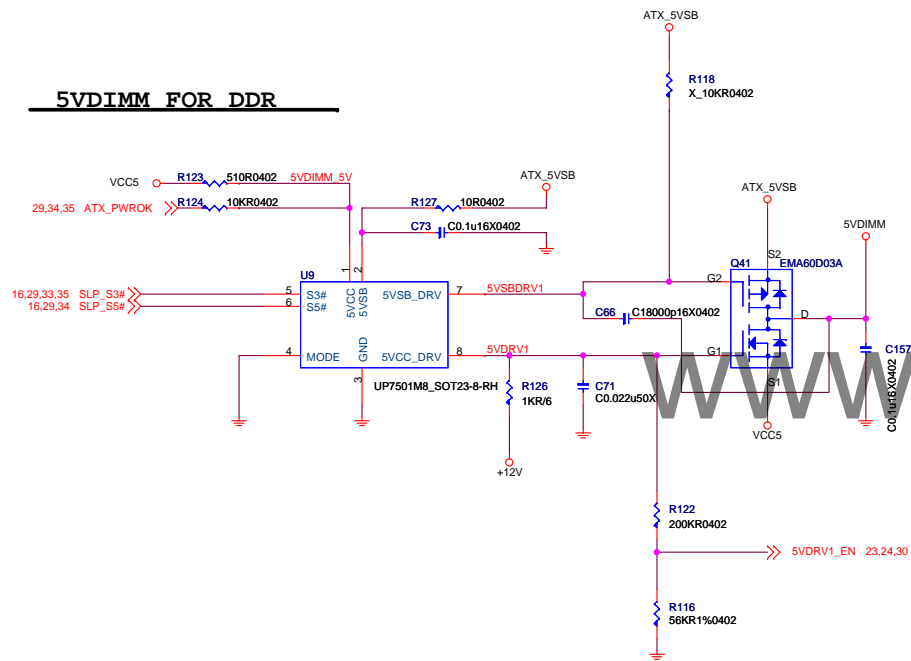 ATX_5VSB
R118
X_10KR0402
5VDIMM FOR DDR
VCC5
R123
510R0402
5VDIMM_5V
29,34,35 ATX_PWROK
R124
10KR0402
R127
10R0402
ATX_5VSB
C73
C0.1u16X0402
ATX_5VSB
5VDIMM
U9
1
2
5VCC
5VSB
16,29,33,35 SLP_S3#
16,29,34 SLP_S5#
5
6
S3#
S5#
5VSB_DRV
7
5VSBDRV1
4
MODE
GND
3
5VCC_DRV
8
5VDRV1
UP7501M8_SOT23-8-RH
C66
C18000p16X0402
Q41
EMA60D03A
S2
G2
D
G1
S1
VCC5
C157
C0.1u16X0402
R126
1KR/6
+12V
C71
C0.022u50X
WWW
R122
200KR0402
5VDRV1_EN 23,24,30
R116
56KR1%0402